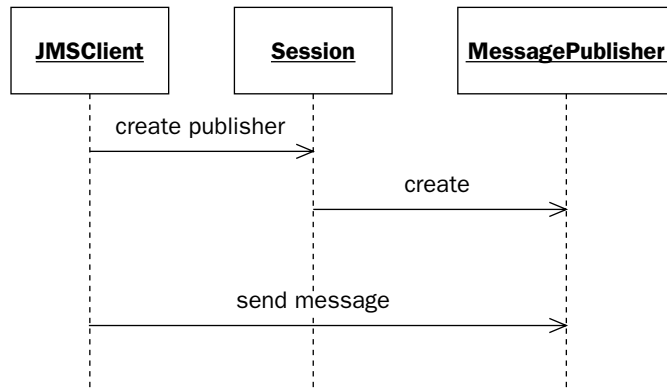 JMSClient
Session
MessagePublisher
create publisher
create
send message